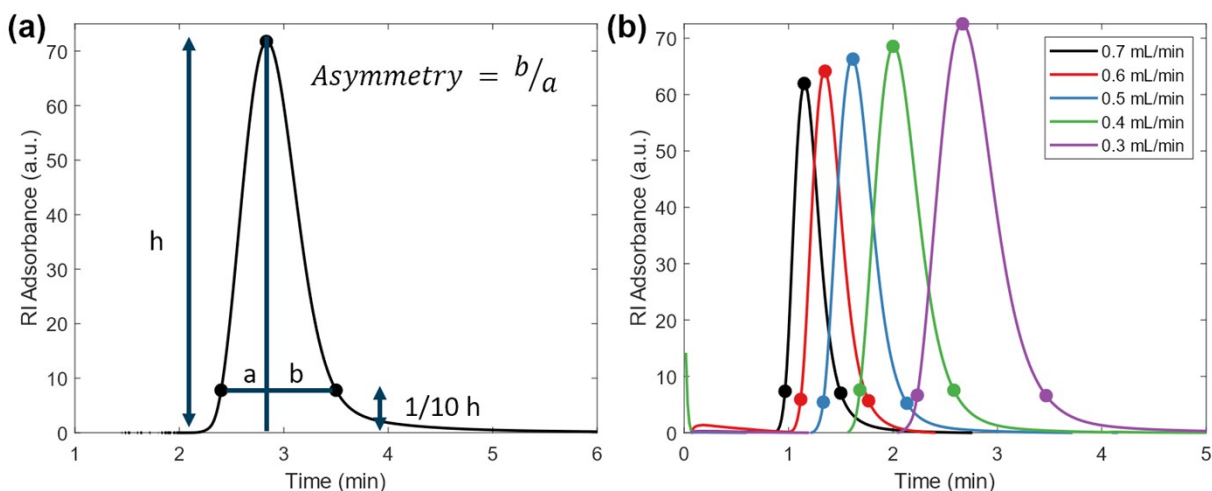 (a)
RI Adsorbance (a.u.)
70
60
50
40
30
20
10
0
1
2
3
4
5
6
Time (min)
h
Asymmetry = b/a
a
b
1/10 h
(b)
RI Adsorbance (a.u.)
70
60
50
40
30
20
10
0
0
1
2
3
4
5
Time (min)
0.7 mL/min
0.6 mL/min
0.5 mL/min
0.4 mL/min
0.3 mL/min